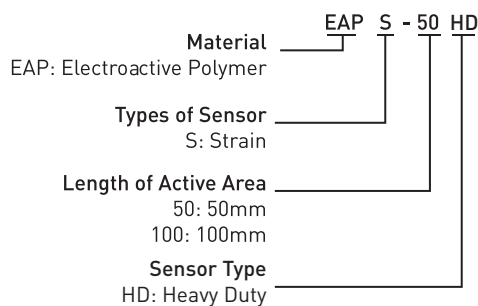 EAP S - 50 HD
Material
EAP: Electroactive Polymer
Types of Sensor
S: Strain
Length of Active Area
50: 50mm
100: 100mm
Sensor Type
HD: Heavy Duty